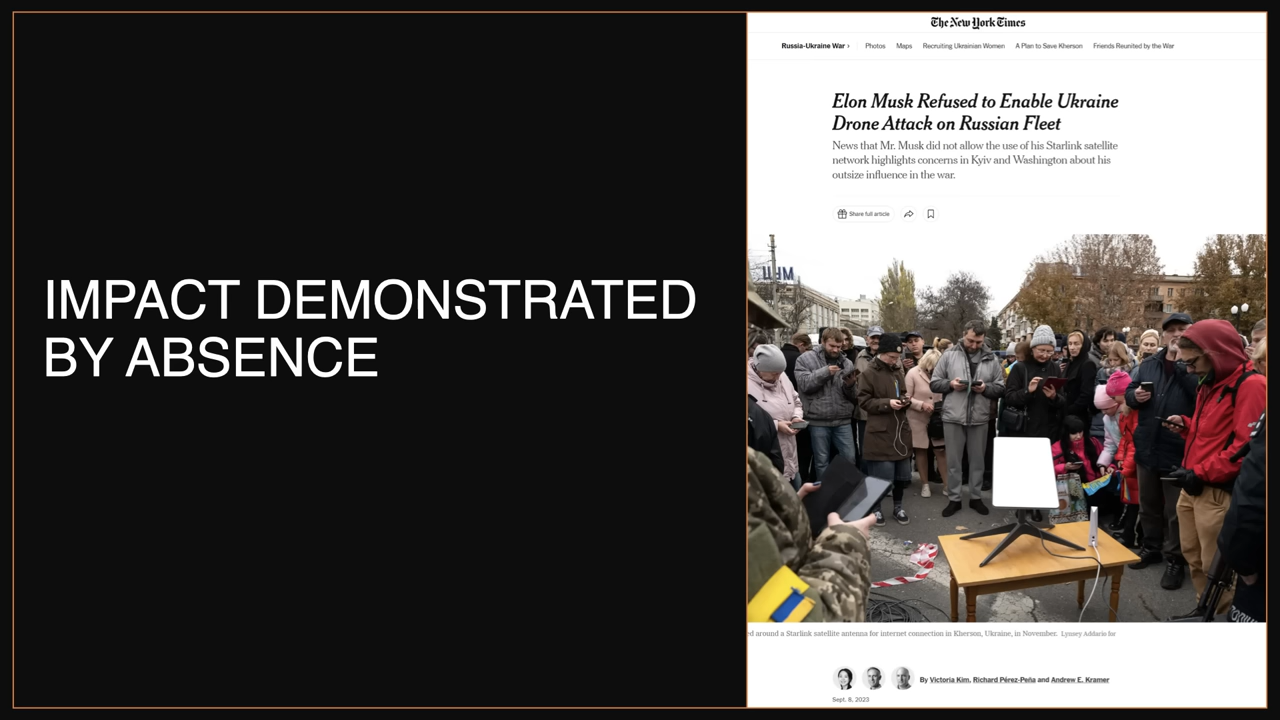 IMPACT DEMONSTRATED
BY ABSENCE
The New York Times
Russia-Ukraine War › Photos Maps Recruiting Ukrainian Women A Plan to Save Kherson Friends Reunited by the War
Elon Musk Refused to Enable Ukraine
Drone Attack on Russian Fleet
News that Mr. Musk did not allow the use of his Starlink satellite
network highlights concerns in Kyiv and Washington about his
outsize influence in the war.
Share full article
ЦУМ
ed around a Starlink satellite antenna for internet connection in Kherson, Ukraine, in November. Lynsey Addario for
By Victoria Kim, Richard Pérez-Peña and Andrew E. Kramer
Sept. 8, 2023